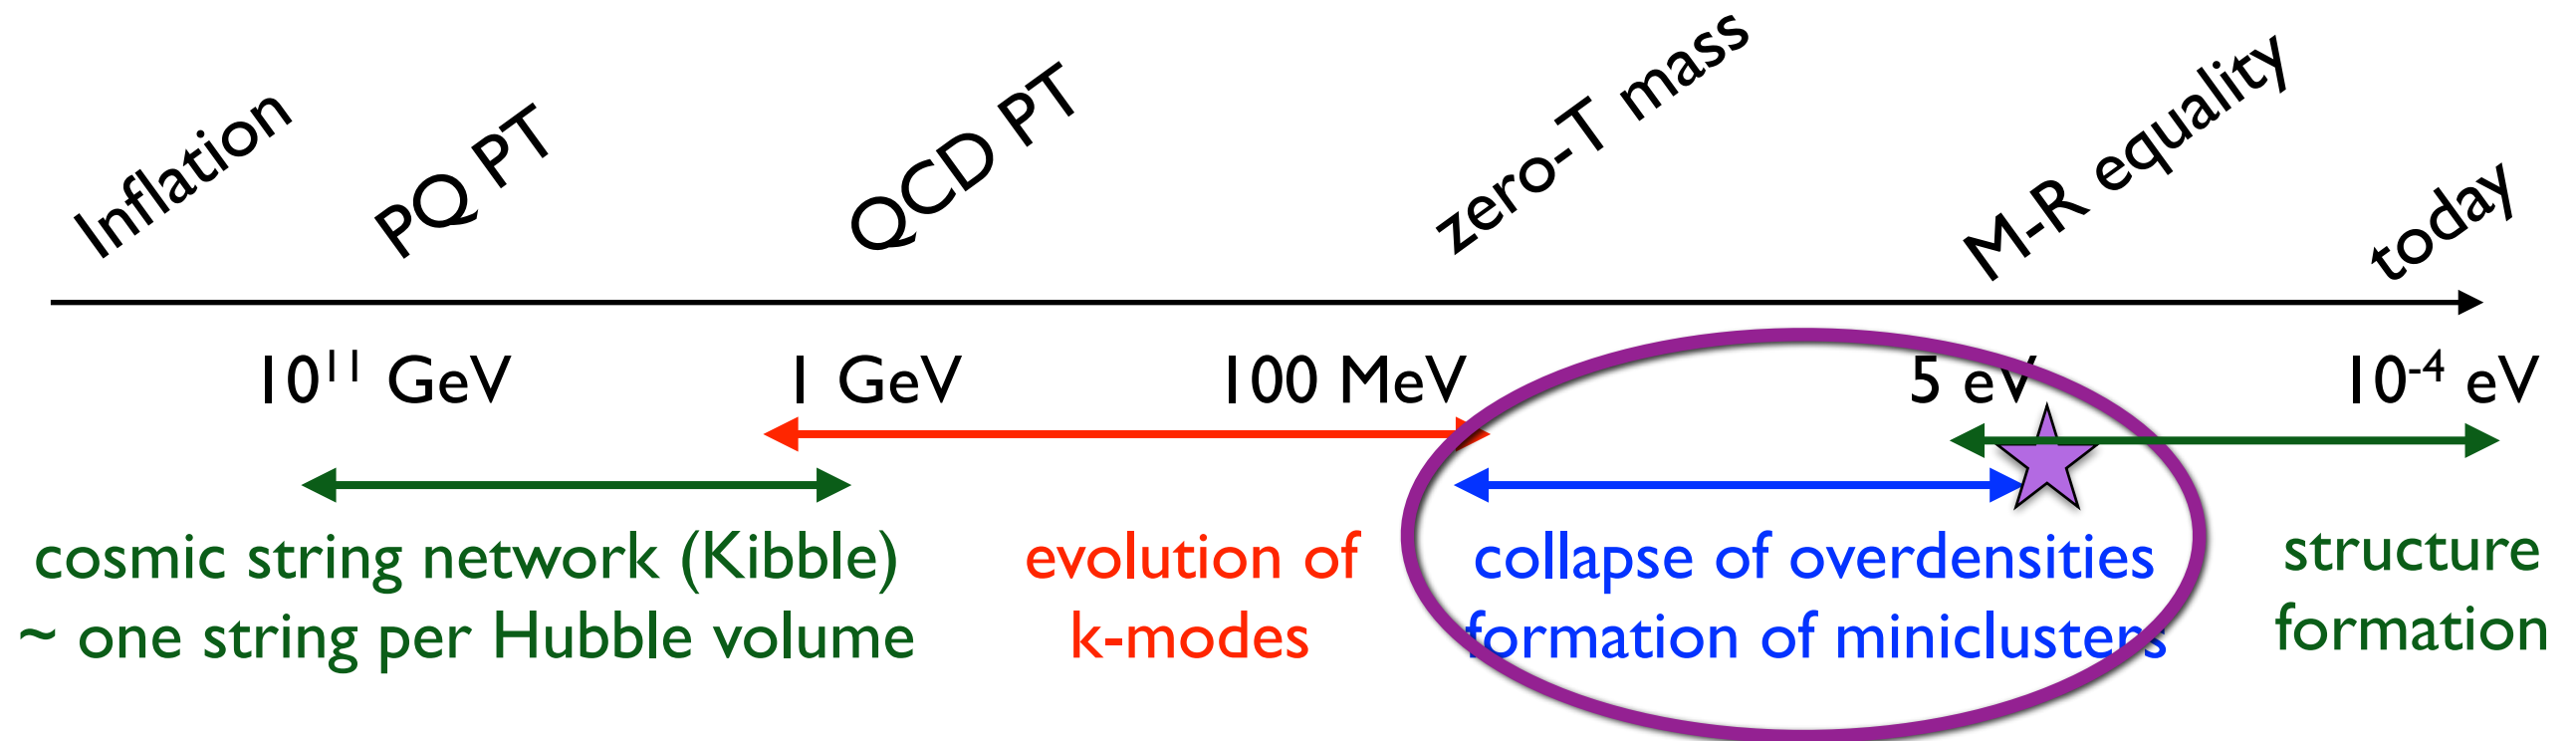 Inflation
PQ PT
QCD PT
zero-T mass
M-R equality
today
10¹¹ GeV
1 GeV
100 MeV
5 eV
10⁻⁴ eV
cosmic string network (Kibble)
~ one string per Hubble volume
evolution of
k-modes
collapse of overdensities
formation of miniclusters
structure
formation